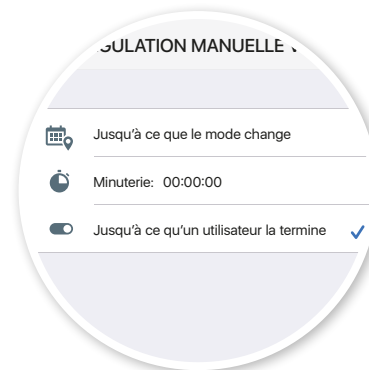 GULATION MANUELLE
Jusqu'à ce que le mode change
Minuterie: 00:00:00
Jusqu'à ce qu'un utilisateur la termine